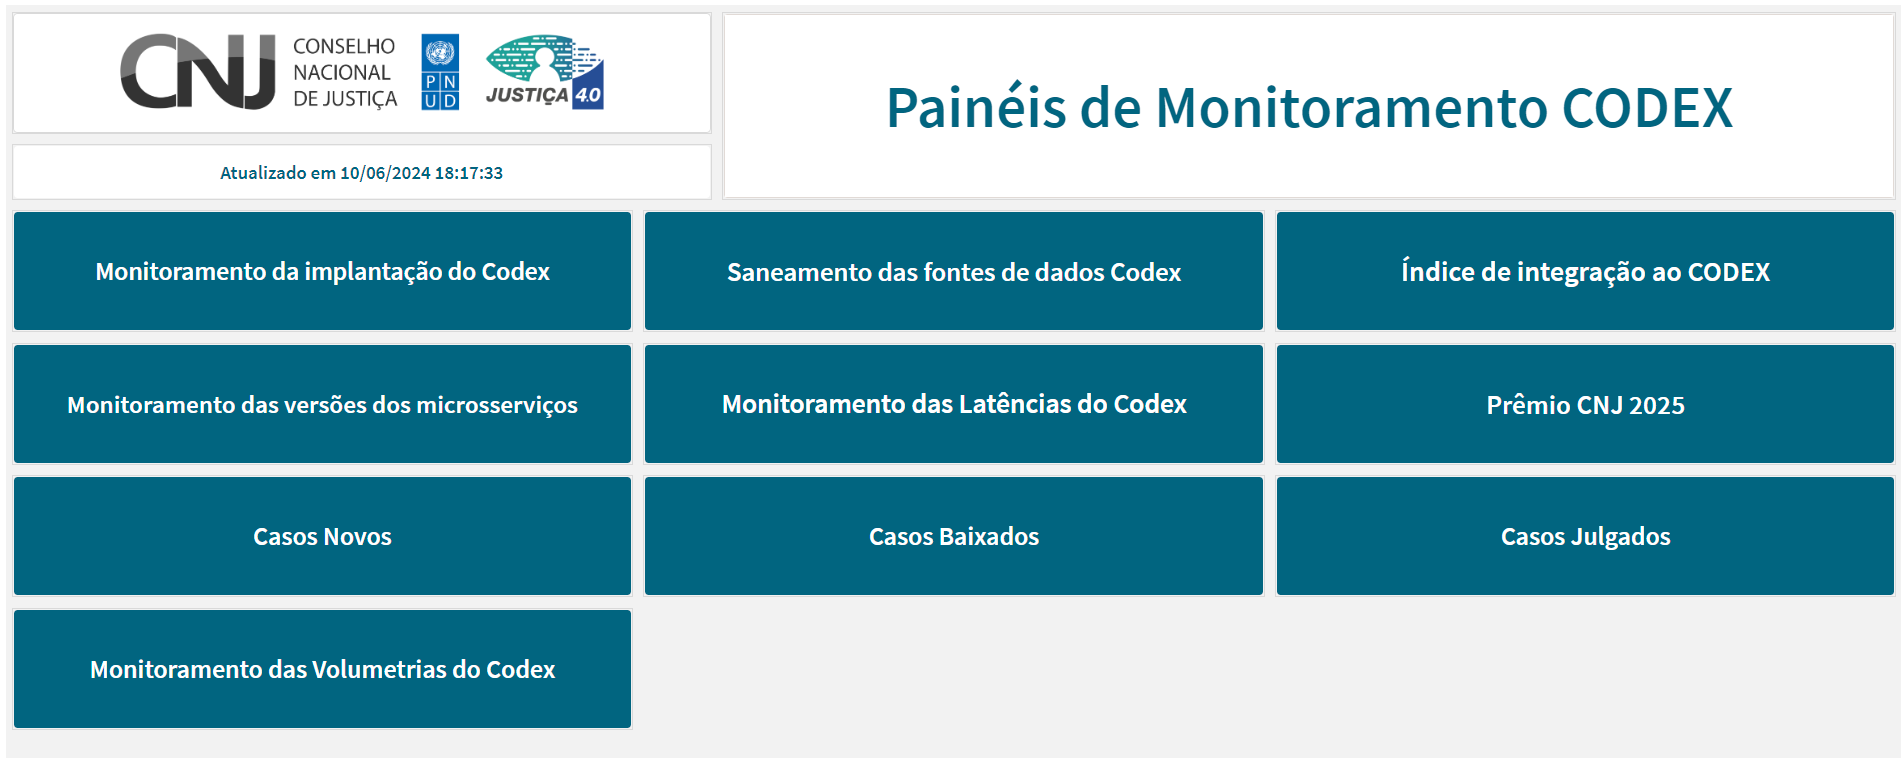 CNJ
CONSELHO
NACIONAL
DE JUSTIÇA
PN
UD
JUSTIÇA 4.0
Painéis de Monitoramento CODEX
Atualizado em 10/06/2024 18:17:33
Monitoramento da implantação do Codex
Saneamento das fontes de dados Codex
Índice de integração ao CODEX
Monitoramento das versões dos microsserviços
Monitoramento das Latências do Codex
Prêmio CNJ 2025
Casos Novos
Casos Baixados
Casos Julgados
Monitoramento das Volumetrias do Codex